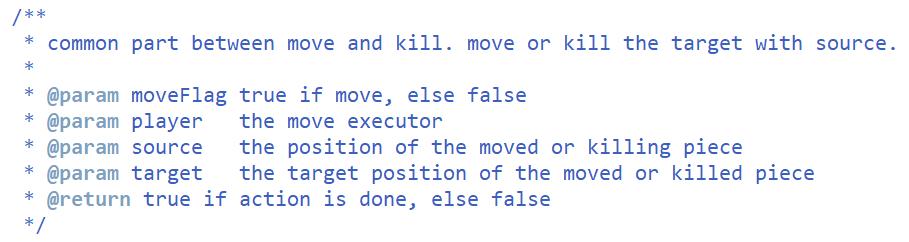 /**
 * common part between move and kill. move or kill the target with source.
 *
 * @param moveFlag true if move, else false
 * @param player   the move executor
 * @param source   the position of the moved or killing piece
 * @param target   the target position of the moved or killed piece
 * @return true if action is done, else false
 */